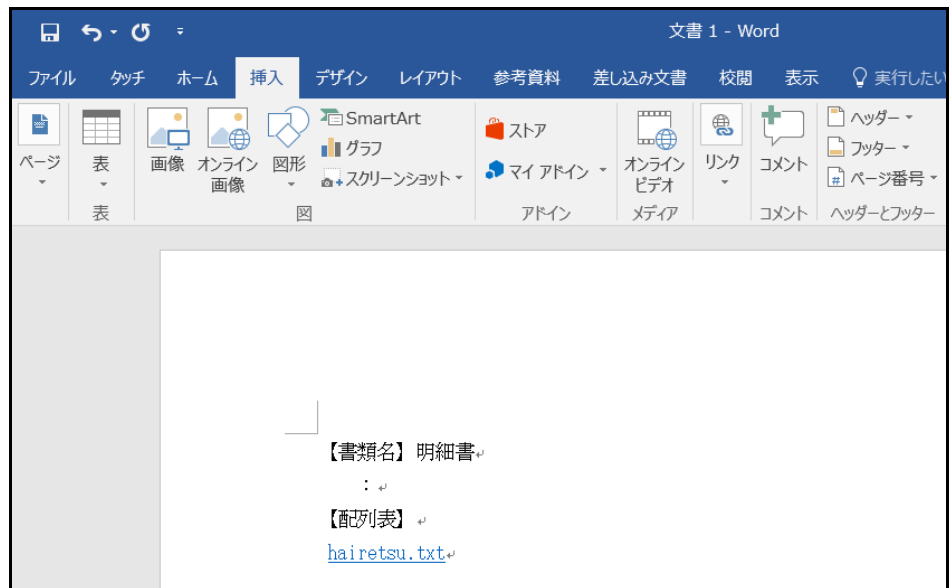 文書 1 - Word
ファイル タッチ ホーム 挿入 デザイン レイアウト 参考資料 差し込み文書 校閲 表示 実行したい
ページ
表
画像
オンライン
画像
図形
SmartArt
グラフ
スクリーンショット
ストア
マイ アドイン
オンライン
ビデオ
リンク
コメント
ヘッダー
フッター
# ページ番号
表 図 アドイン メディア コメント ヘッダーとフッター
【書類名】明細書
:
【配列表】
hairetsu.txt